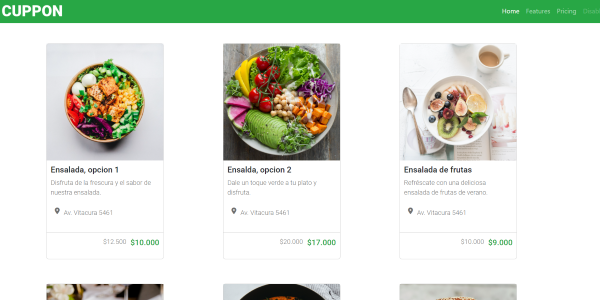 CUPPON
Home Features Pricing
Ensalada, opcion 1
Disfruta de la frescura y el sabor de
nuestra ensalada.
Av. Vitacura 5461
$12.500 $10.000
Ensalda, opcion 2
Dale un toque verde a tu plato y
disfruta.
Av. Vitacura 5461
$20.000 $17.000
Ensalada de frutas
Refréscate con una deliciosa
ensalada de frutas de verano.
Av. Vitacura 5461
$10.000 $9.000